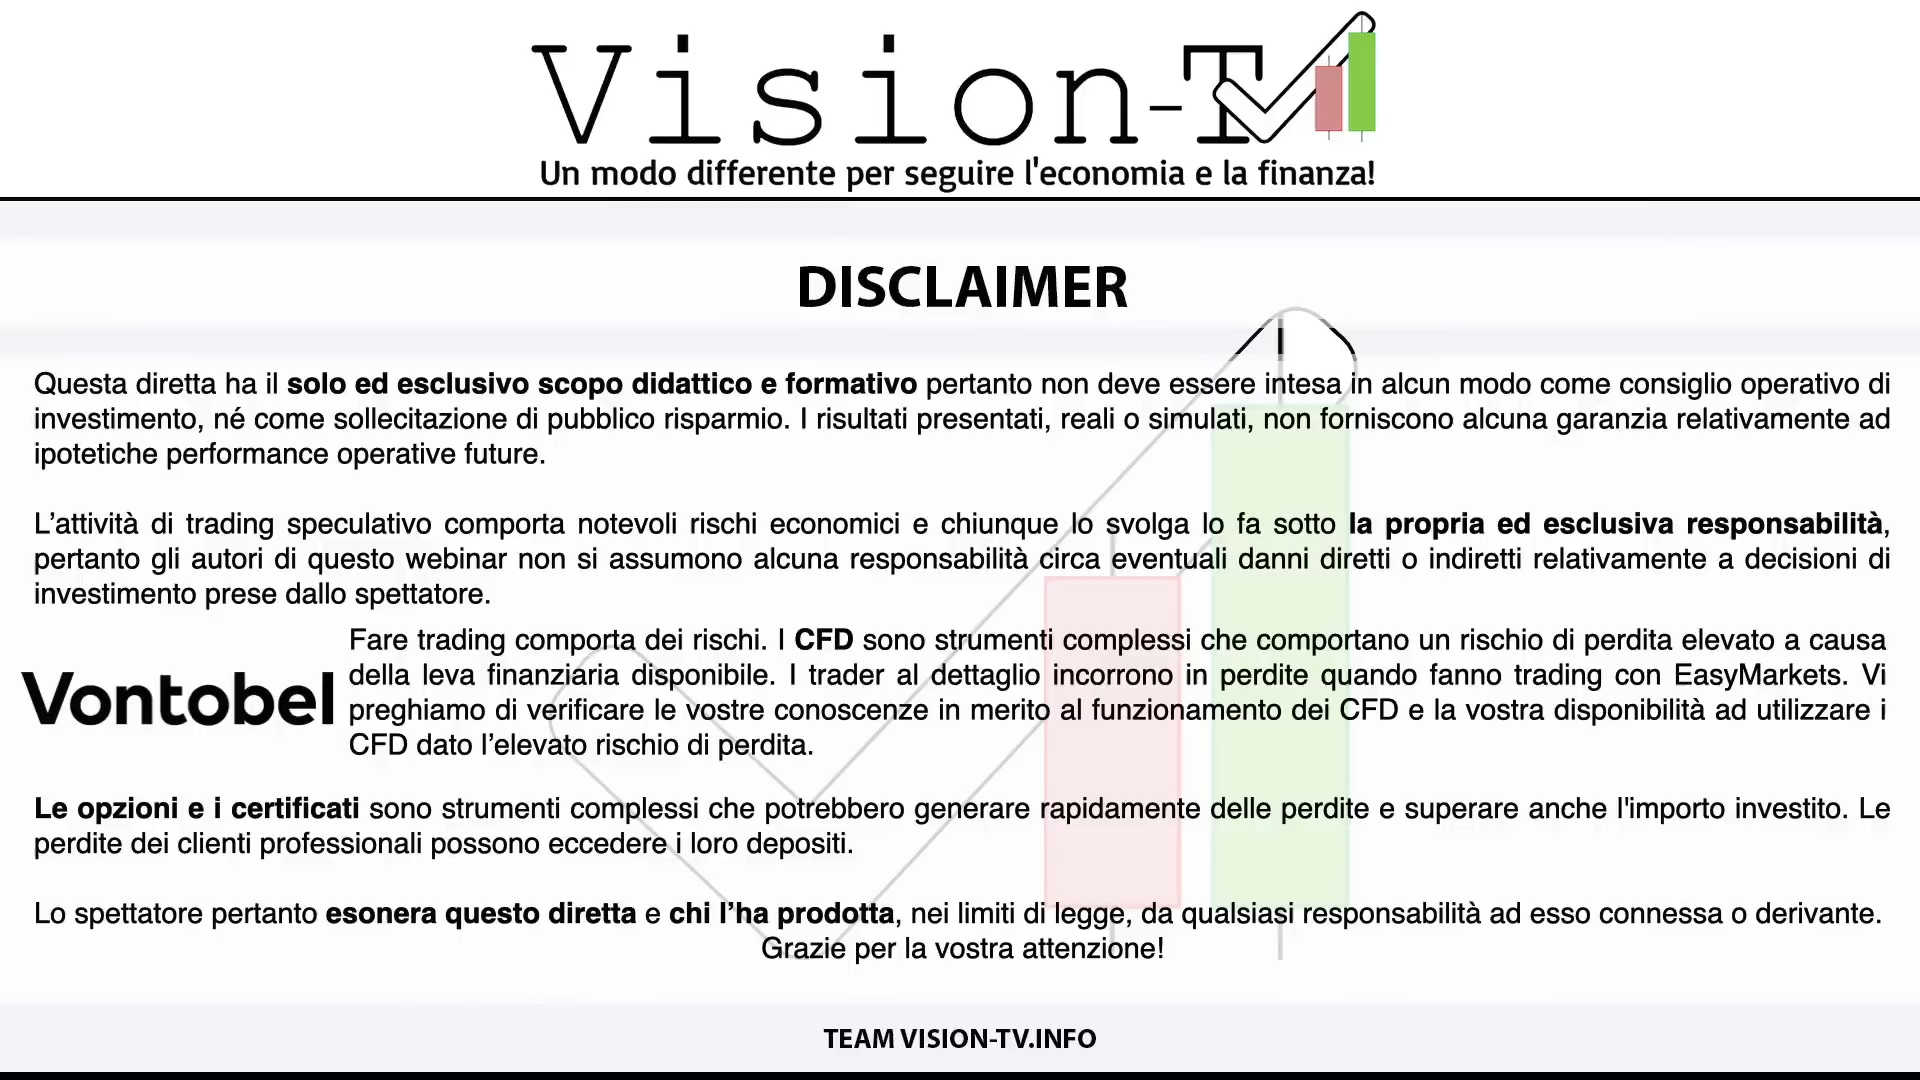 Vision-TV
Un modo differente per seguire l'economia e la finanza!
DISCLAIMER
Questa diretta ha il solo ed esclusivo scopo didattico e formativo pertanto non deve essere intesa in alcun modo come consiglio operativo di
investimento, né come sollecitazione di pubblico risparmio. I risultati presentati, reali o simulati, non forniscono alcuna garanzia relativamente ad
ipotetiche performance operative future.
L’attività di trading speculativo comporta notevoli rischi economici e chiunque lo svolga lo fa sotto la propria ed esclusiva responsabilità,
pertanto gli autori di questo webinar non si assumono alcuna responsabilità circa eventuali danni diretti o indiretti relativamente a decisioni di
investimento prese dallo spettatore.
Vontobel
Fare trading comporta dei rischi. I CFD sono strumenti complessi che comportano un rischio di perdita elevato a causa
della leva finanziaria disponibile. I trader al dettaglio incorrono in perdite quando fanno trading con EasyMarkets. Vi
preghiamo di verificare le vostre conoscenze in merito al funzionamento dei CFD e la vostra disponibilità ad utilizzare i
CFD dato l’elevato rischio di perdita.
Le opzioni e i certificati sono strumenti complessi che potrebbero generare rapidamente delle perdite e superare anche l'importo investito. Le
perdite dei clienti professionali possono eccedere i loro depositi.
Lo spettatore pertanto esonera questo diretta e chi l’ha prodotta, nei limiti di legge, da qualsiasi responsabilità ad esso connessa o derivante.
Grazie per la vostra attenzione!
TEAM VISION-TV.INFO